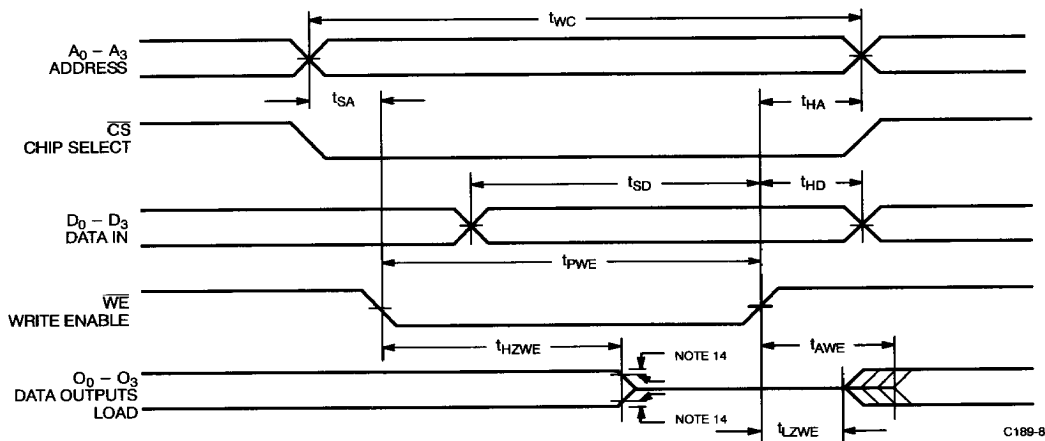 tWC
A0 – A3
ADDRESS
tSA
tHA
CS
CHIP SELECT
tSD
tHD
D0 – D3
DATA IN
tPWE
WE
WRITE ENABLE
tHZWE
NOTE 14
tAWE
O0 – O3
DATA OUTPUTS
LOAD
NOTE 14
tLZWE
C189-8